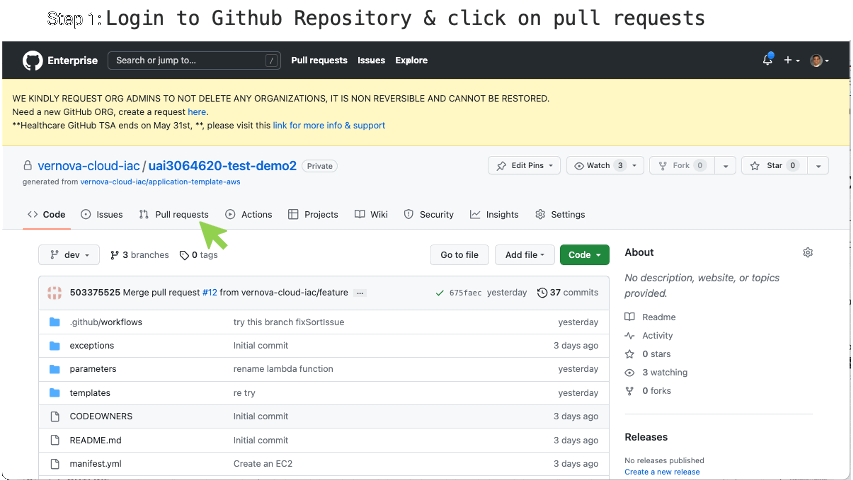 Step 1: Login to Github Repository & click on pull requests
Enterprise Search or jump to... / Pull requests Issues Explore
WE KINDLY REQUEST ORG ADMINS TO NOT DELETE ANY ORGANIZATIONS, IT IS NON REVERSIBLE AND CANNOT BE RESTORED.
Need a new GitHub ORG, create a request here.
**Healthcare GitHub TSA ends on May 31st, **, please visit this link for more info & support
vernova-cloud-iac/uai3064620-test-demo2 Private Edit Pins Watch 3 Fork 0 Star 0
generated from vernova-cloud-iac/application-template-aws
Code Issues Pull requests Actions Projects Wiki Security Insights Settings
dev 3 branches 0 tags Go to file Add file Code
503375525 Merge pull request #12 from vernova-cloud-iac/feature ... 675faec yesterday 37 commits
.github/workflows try this branch fixSortIssue yesterday
exceptions Initial commit 3 days ago
parameters rename lambda function yesterday
templates re try yesterday
CODEOWNERS Initial commit 3 days ago
README.md Initial commit 3 days ago
manifest.yml Create an EC2 3 days ago
About
No description, website, or topics
provided.
Readme
Activity
0 stars
3 watching
0 forks
Releases
No releases published
Create a new release